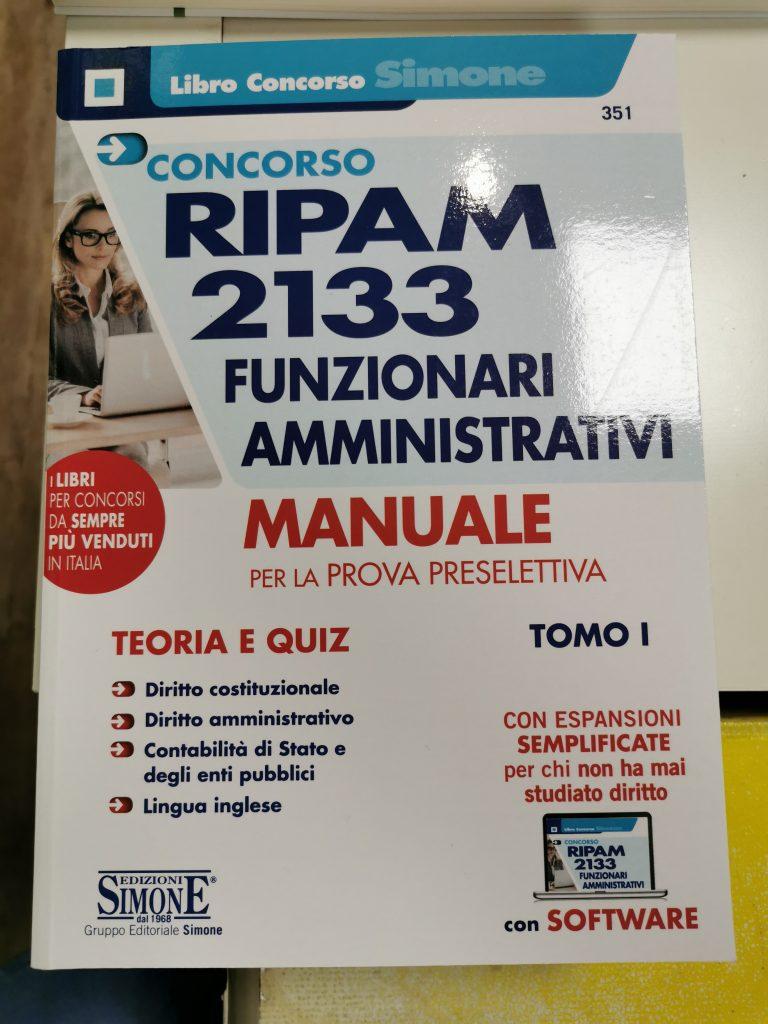 Libro Concorso Simone
351
CONCORSO
RIPAM
2133
FUNZIONARI
AMMINISTRATIVI
I LIBRI
PER CONCORSI
DA SEMPRE
PIÙ VENDUTI
IN ITALIA
MANUALE
PER LA PROVA PRESELETTIVA
TEORIA E QUIZ
TOMO I
Diritto costituzionale
Diritto amministrativo
Contabilità di Stato e
degli enti pubblici
Lingua inglese
CON ESPANSIONI
SEMPLIFICATE
per chi non ha mai
studiato diritto
Libro Concorso Simone
CONCORSO
RIPAM
2133
FUNZIONARI
AMMINISTRATIVI
con SOFTWARE
EDIZIONI
SIMONE®
dal 1968
Gruppo Editoriale Simone